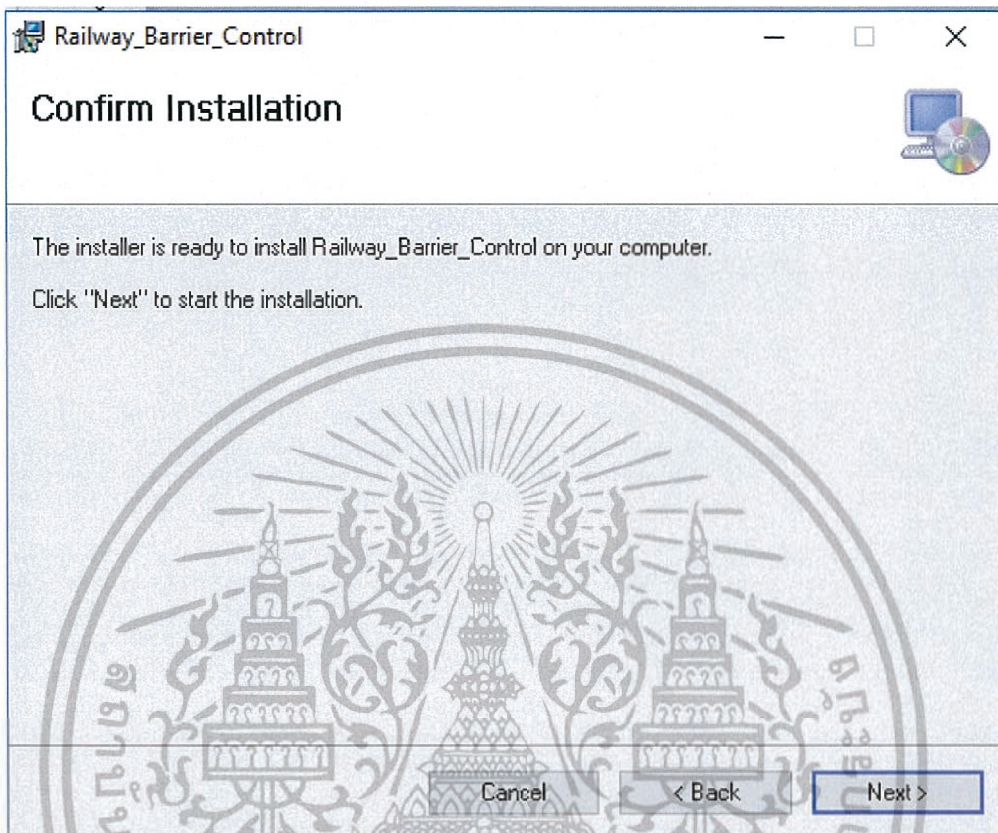 Railway_Barrier_Control
Confirm Installation
The installer is ready to install Railway_Barrier_Control on your computer.
Click "Next" to start the installation.
Cancel
< Back
Next >